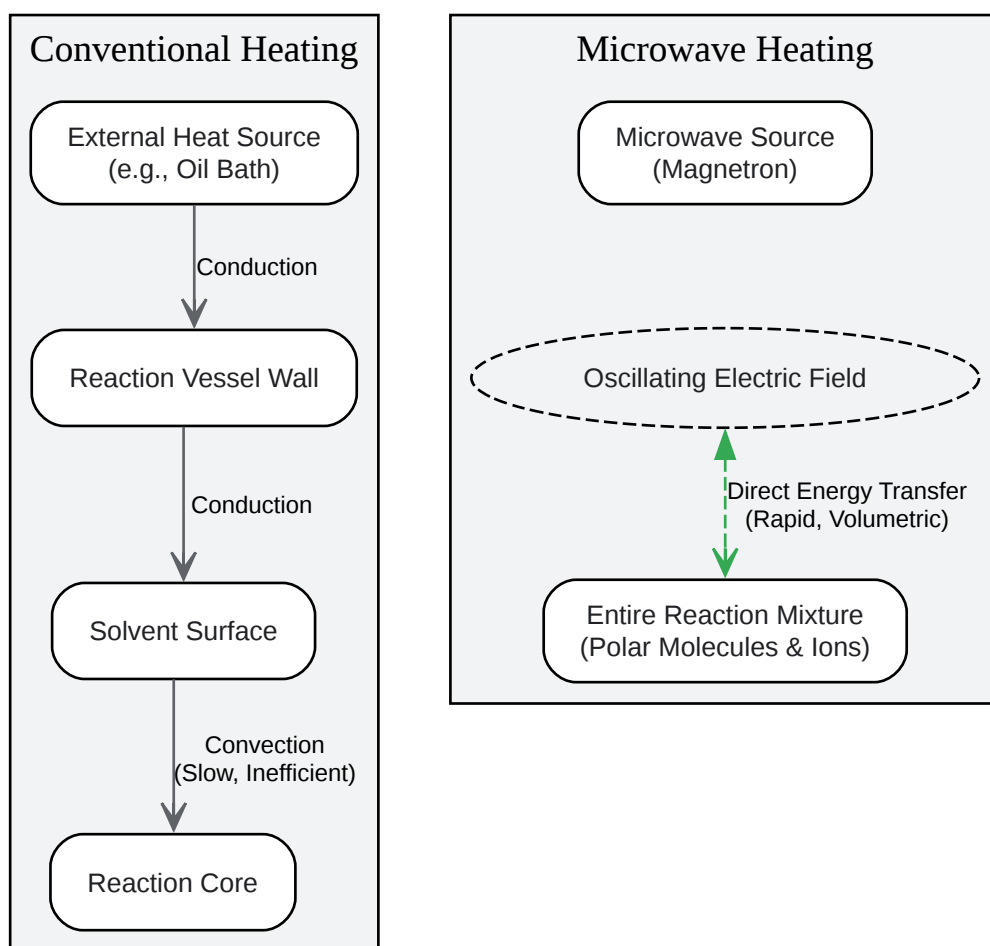 Conventional Heating
External Heat Source
(e.g., Oil Bath)
Conduction
Reaction Vessel Wall
Conduction
Solvent Surface
Convection
(Slow, Inefficient)
Reaction Core
Microwave Heating
Microwave Source
(Magnetron)
Oscillating Electric Field
Direct Energy Transfer
(Rapid, Volumetric)
Entire Reaction Mixture
(Polar Molecules & Ions)